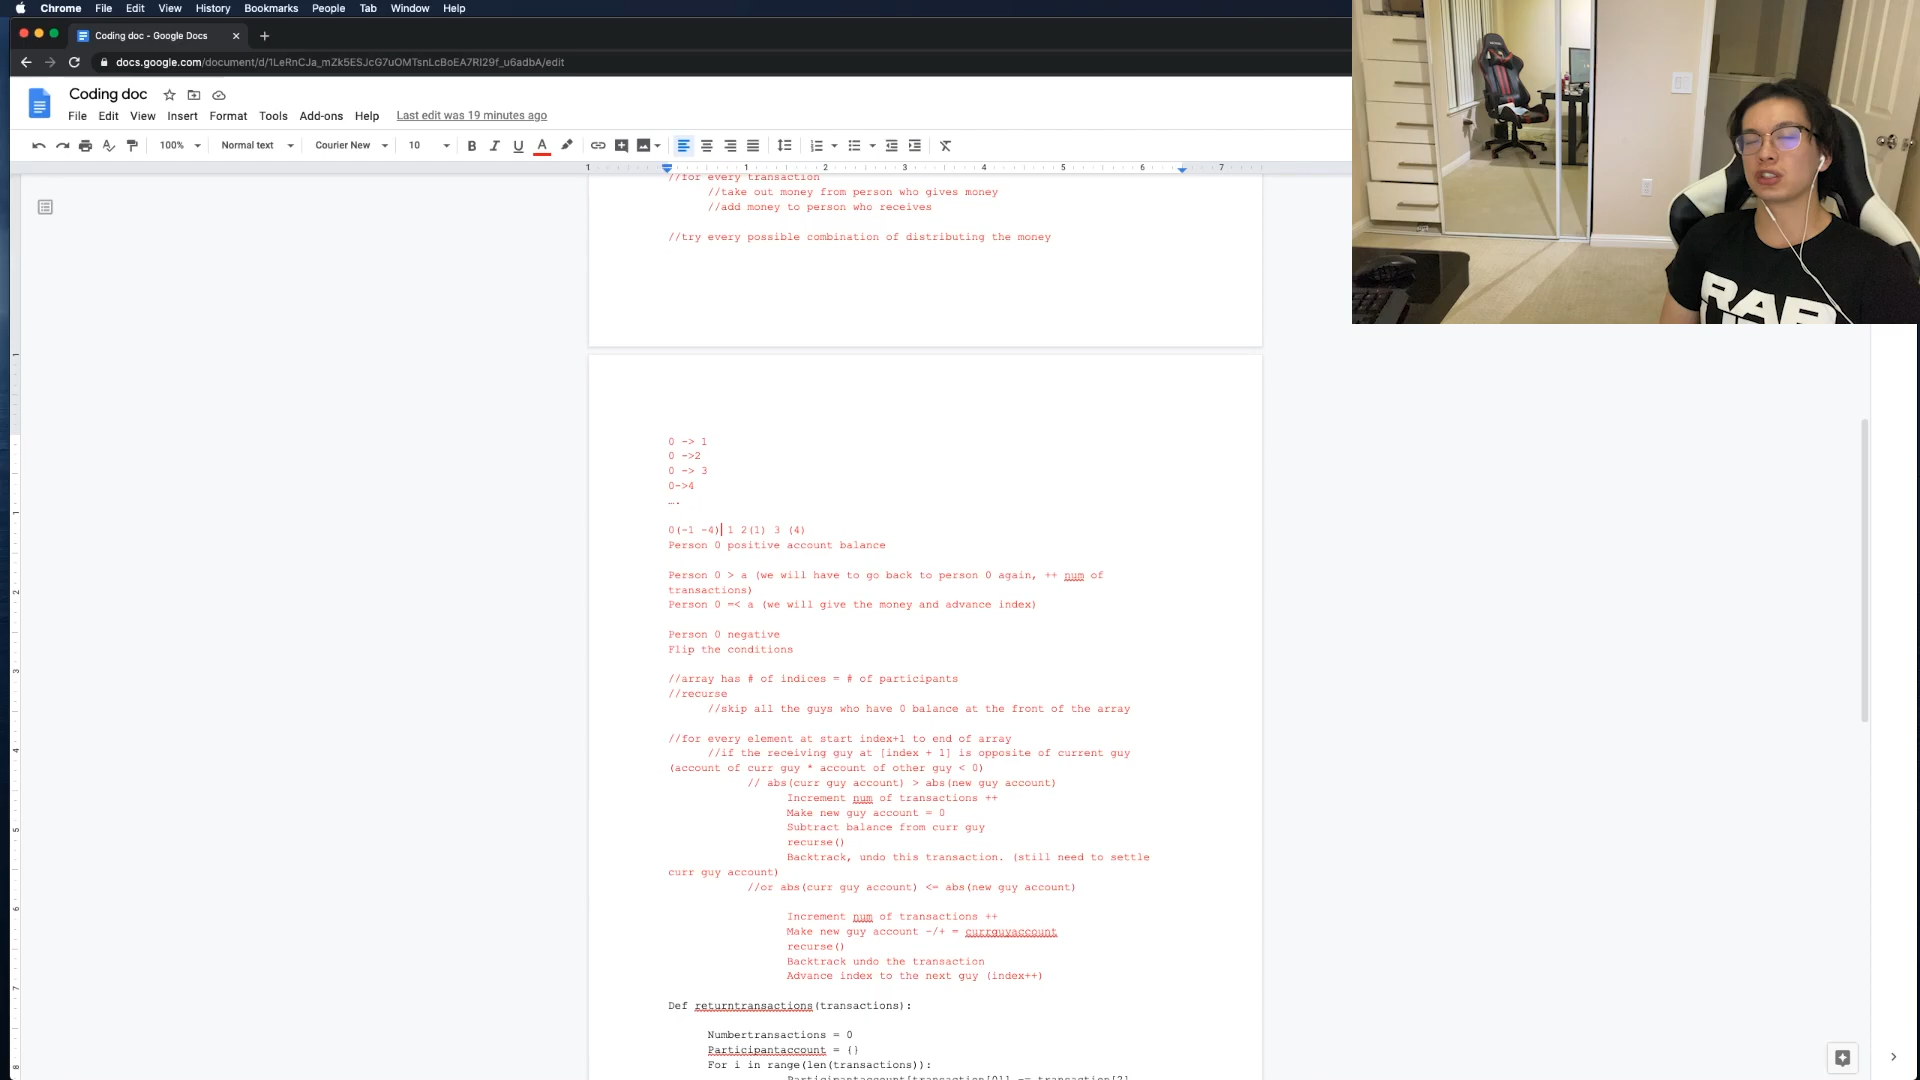 Chrome File Edit View History Bookmarks People Tab Window Help
Coding doc - Google Docs
docs.google.com/document/d/1LeRnCJa_mZk5ESJcG7uOMTsnLcBoEA7RI29f_u6adbA/edit
Coding doc
File Edit View Insert Format Tools Add-ons Help Last edit was 19 minutes ago
100% Normal text Courier New 10
1 1 2 3 4 5 6 7
//for every transaction
//take out money from person who gives money
//add money to person who receives
//try every possible combination of distributing the money
0 -> 1
0 ->2
0 -> 3
0->4
….
0(-1 -4) 1 2(1) 3 (4)
Person 0 positive account balance
Person 0 > a (we will have to go back to person 0 again, ++ num of
transactions)
Person 0 =< a (we will give the money and advance index)
Person 0 negative
Flip the conditions
//array has # of indices = # of participants
//recurse
//skip all the guys who have 0 balance at the front of the array
//for every element at start index+1 to end of array
//if the receiving guy at [index + 1] is opposite of current guy
(account of curr guy * account of other guy < 0)
// abs(curr guy account) > abs(new guy account)
Increment num of transactions ++
Make new guy account = 0
Subtract balance from curr guy
recurse()
Backtrack, undo this transaction. (still need to settle
curr guy account)
//or abs(curr guy account) <= abs(new guy account)
Increment num of transactions ++
Make new guy account -/+ = currguyaccount
recurse()
Backtrack undo the transaction
Advance index to the next guy (index++)
Def returntransactions(transactions):
Numbertransactions = 0
Participantaccount = {}
For i in range(len(transactions)):
Participantaccount[transaction[0]] -= transaction[2]